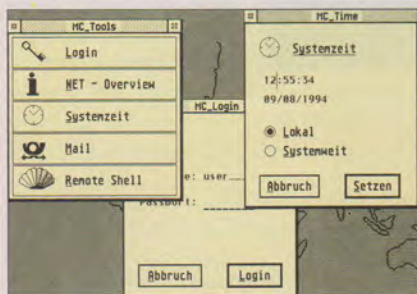 MC_Tools
Login
NET - Overview
Systemzeit
Mail
Remote Shell
MC_Login
e: user
Passwort:
Abbruch
Login
MC_Time
Systemzeit
12:55:34
09/08/1994
Lokal
Systemweit
Abbruch
Setzen